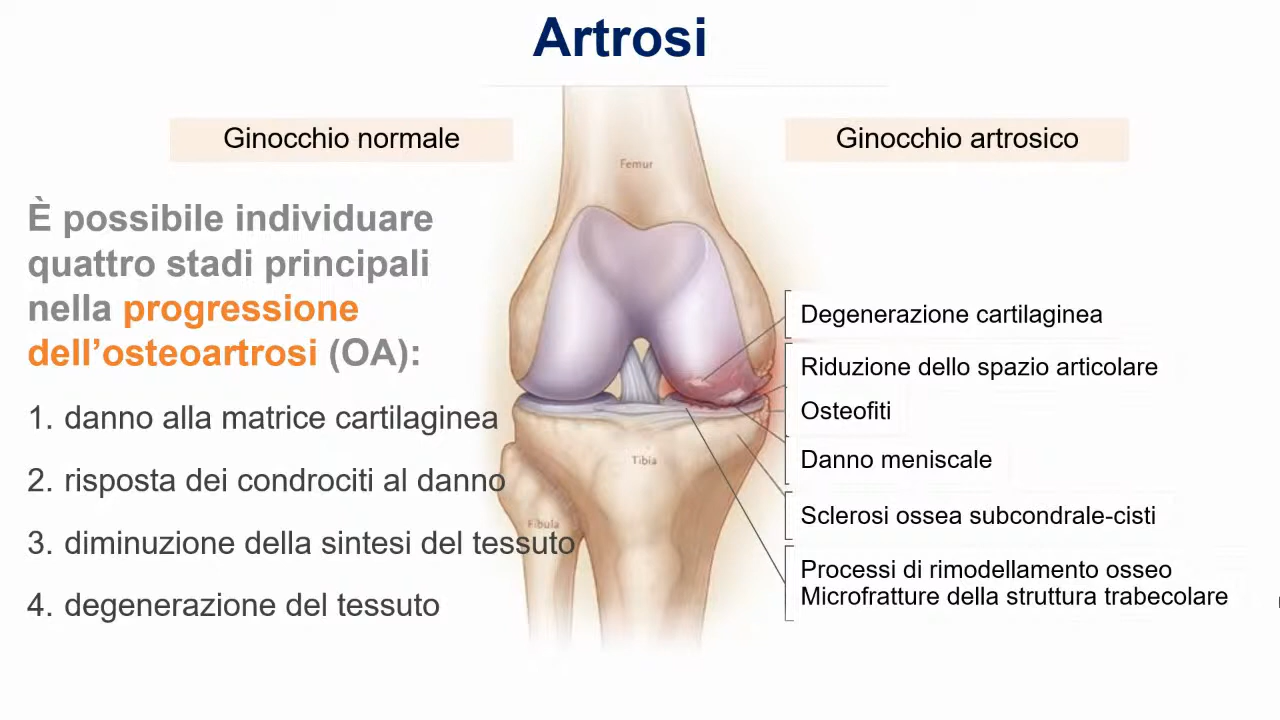 Artrosi
Ginocchio normale
Ginocchio artrosico
È possibile individuare
quattro stadi principali
nella progressione
dell’osteoartrosi (OA):
1. danno alla matrice cartilaginea
2. risposta dei condrociti al danno
3. diminuzione della sintesi del tessuto
4. degenerazione del tessuto
Femur
Tibia
Fibula
Degenerazione cartilaginea
Riduzione dello spazio articolare
Osteofiti
Danno meniscale
Sclerosi ossea subcondrale-cisti
Processi di rimodellamento osseo
Microfratture della struttura trabecolare